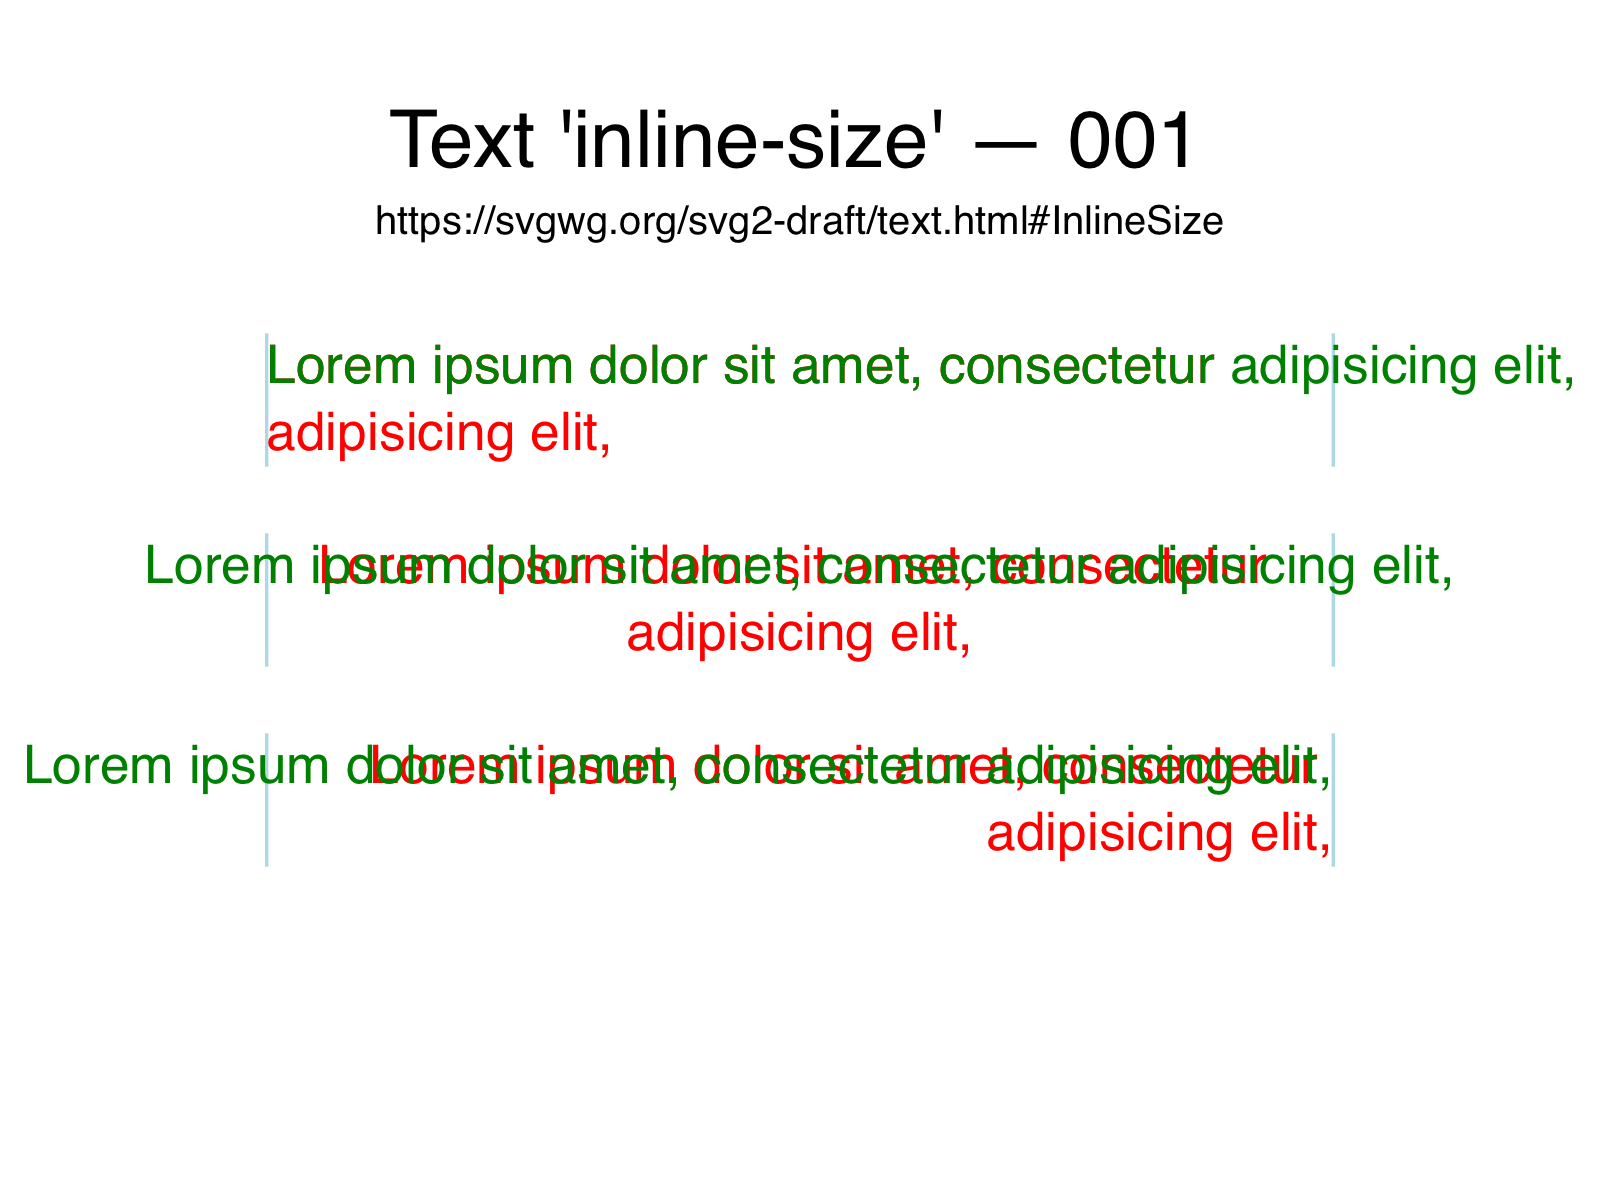 Text 'inline-size' — 001
https://svgwg.org/svg2-draft/text.html#InlineSize
Lorem ipsum dolor sit amet, consectetur adipisicing elit,
adipisicing elit,
Lorem ipsum dolor sit amet, consectetur adipisicing elit,
Lorem ipsum dolor sit amet, consectetur
adipisicing elit,
Lorem ipsum dolor sit amet, consectetur adipisicing elit,
Lorem ipsum dolor sit amet, consectetur
adipisicing elit,